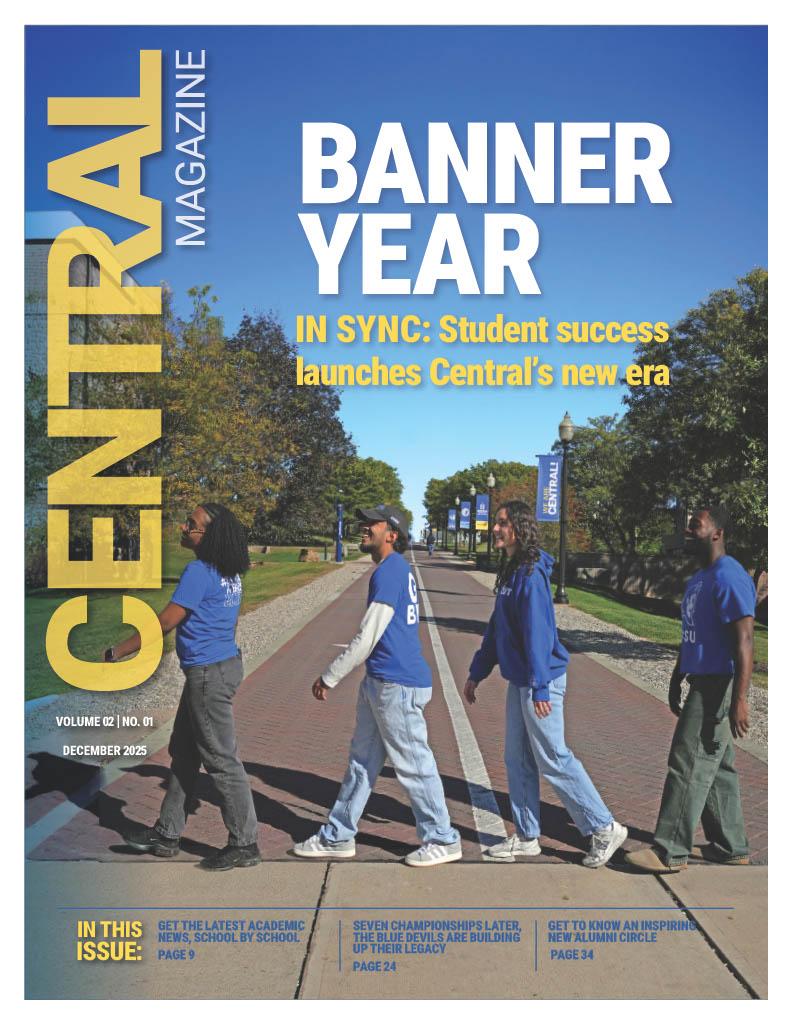 CENTRAL
MAGAZINE
BANNER
YEAR
IN SYNC: Student success
launches Central's new era
WE ARE
CENTRAL!
VOLUME 02 | NO. 01
DECEMBER 2025
IN THIS
ISSUE:
GET THE LATEST ACADEMIC
NEWS, SCHOOL BY SCHOOL
PAGE 9
SEVEN CHAMPIONSHIPS LATER,
THE BLUE DEVILS ARE BUILDING
UP THEIR LEGACY
PAGE 24
GET TO KNOW AN INSPIRING
NEW ALUMNI CIRCLE
PAGE 34